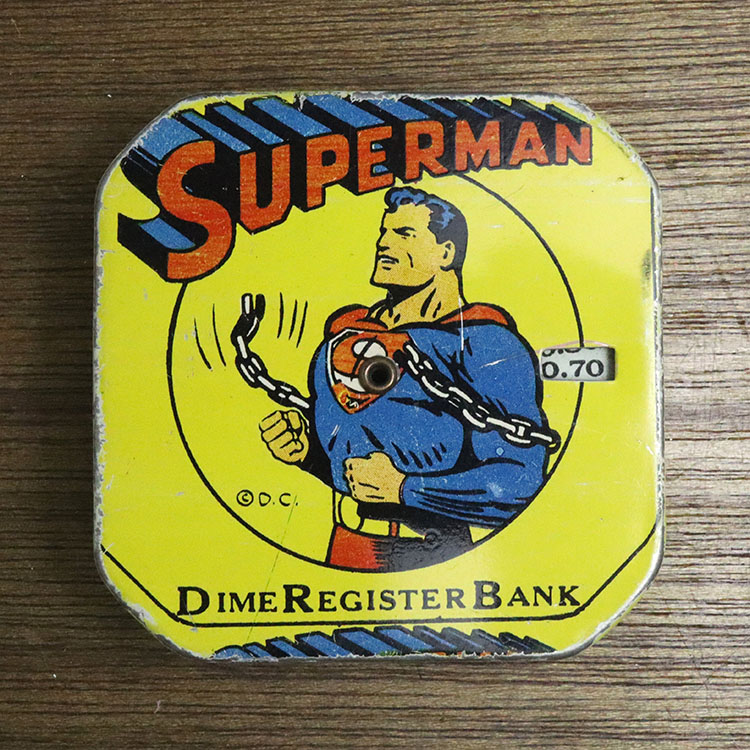 SUPERMAN
0.70
©D.C.
DIME REGISTER BANK